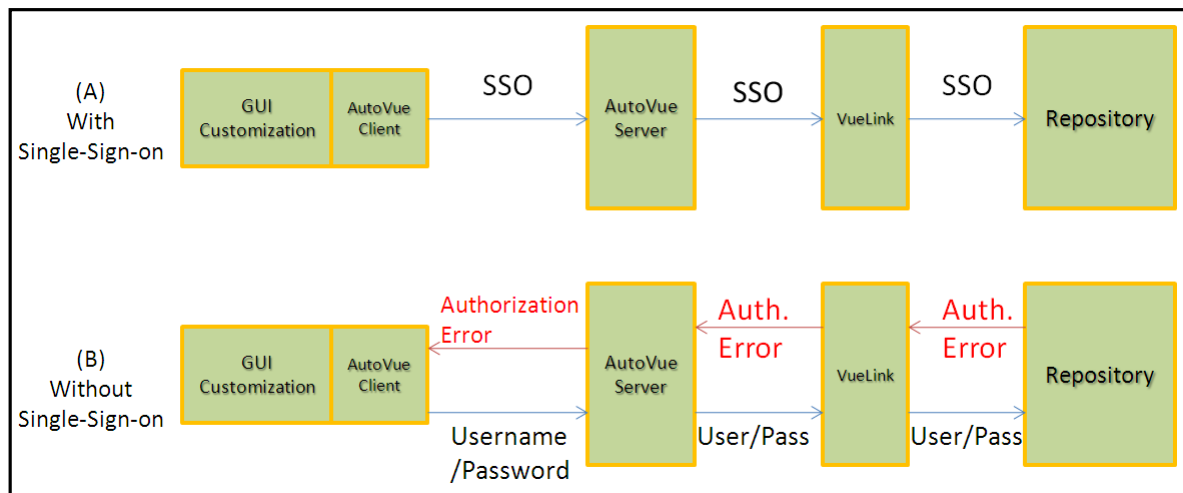 (A)
With
Single-Sign-on
GUI
Customization
AutoVue
Client
SSO
AutoVue
Server
SSO
VueLink
SSO
Repository
(B)
Without
Single-Sign-on
GUI
Customization
AutoVue
Client
Authorization
Error
Username
/Password
AutoVue
Server
Auth.
Error
User/Pass
VueLink
Auth.
Error
User/Pass
Repository